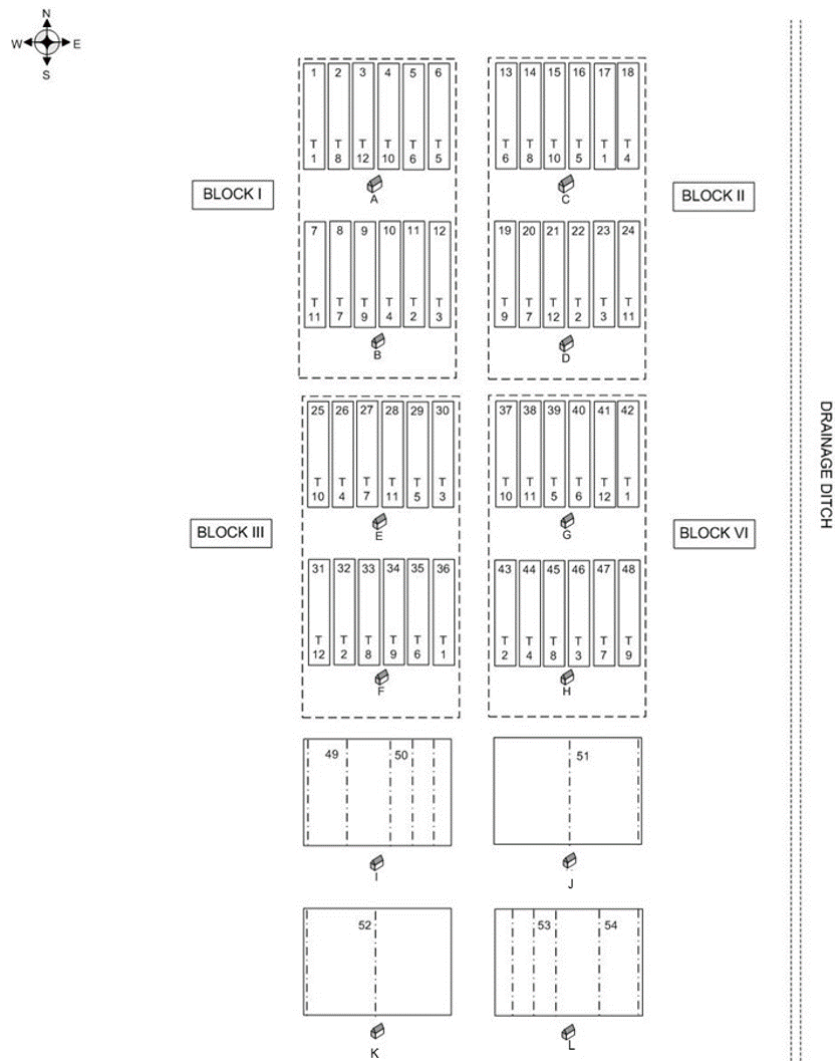 N
W E
S
1 2 3 4 5 6
T T T T T T
1 8 12 10 6 5
A
BLOCK I
7 8 9 10 11 12
T T T T T T
11 7 9 4 2 3
B
13 14 15 16 17 18
T T T T T T
6 8 10 5 1 4
C
BLOCK II
19 20 21 22 23 24
T T T T T T
9 7 12 2 3 11
D
25 26 27 28 29 30
T T T T T T
10 4 7 11 5 3
E
BLOCK III
31 32 33 34 35 36
T T T T T T
12 2 8 9 6 1
F
37 38 39 40 41 42
T T T T T T
10 11 5 6 12 1
G
BLOCK VI
43 44 45 46 47 48
T T T T T T
2 4 8 3 7 9
H
DRAINAGE DITCH
49 50
I
51
J
52
K
53 54
L